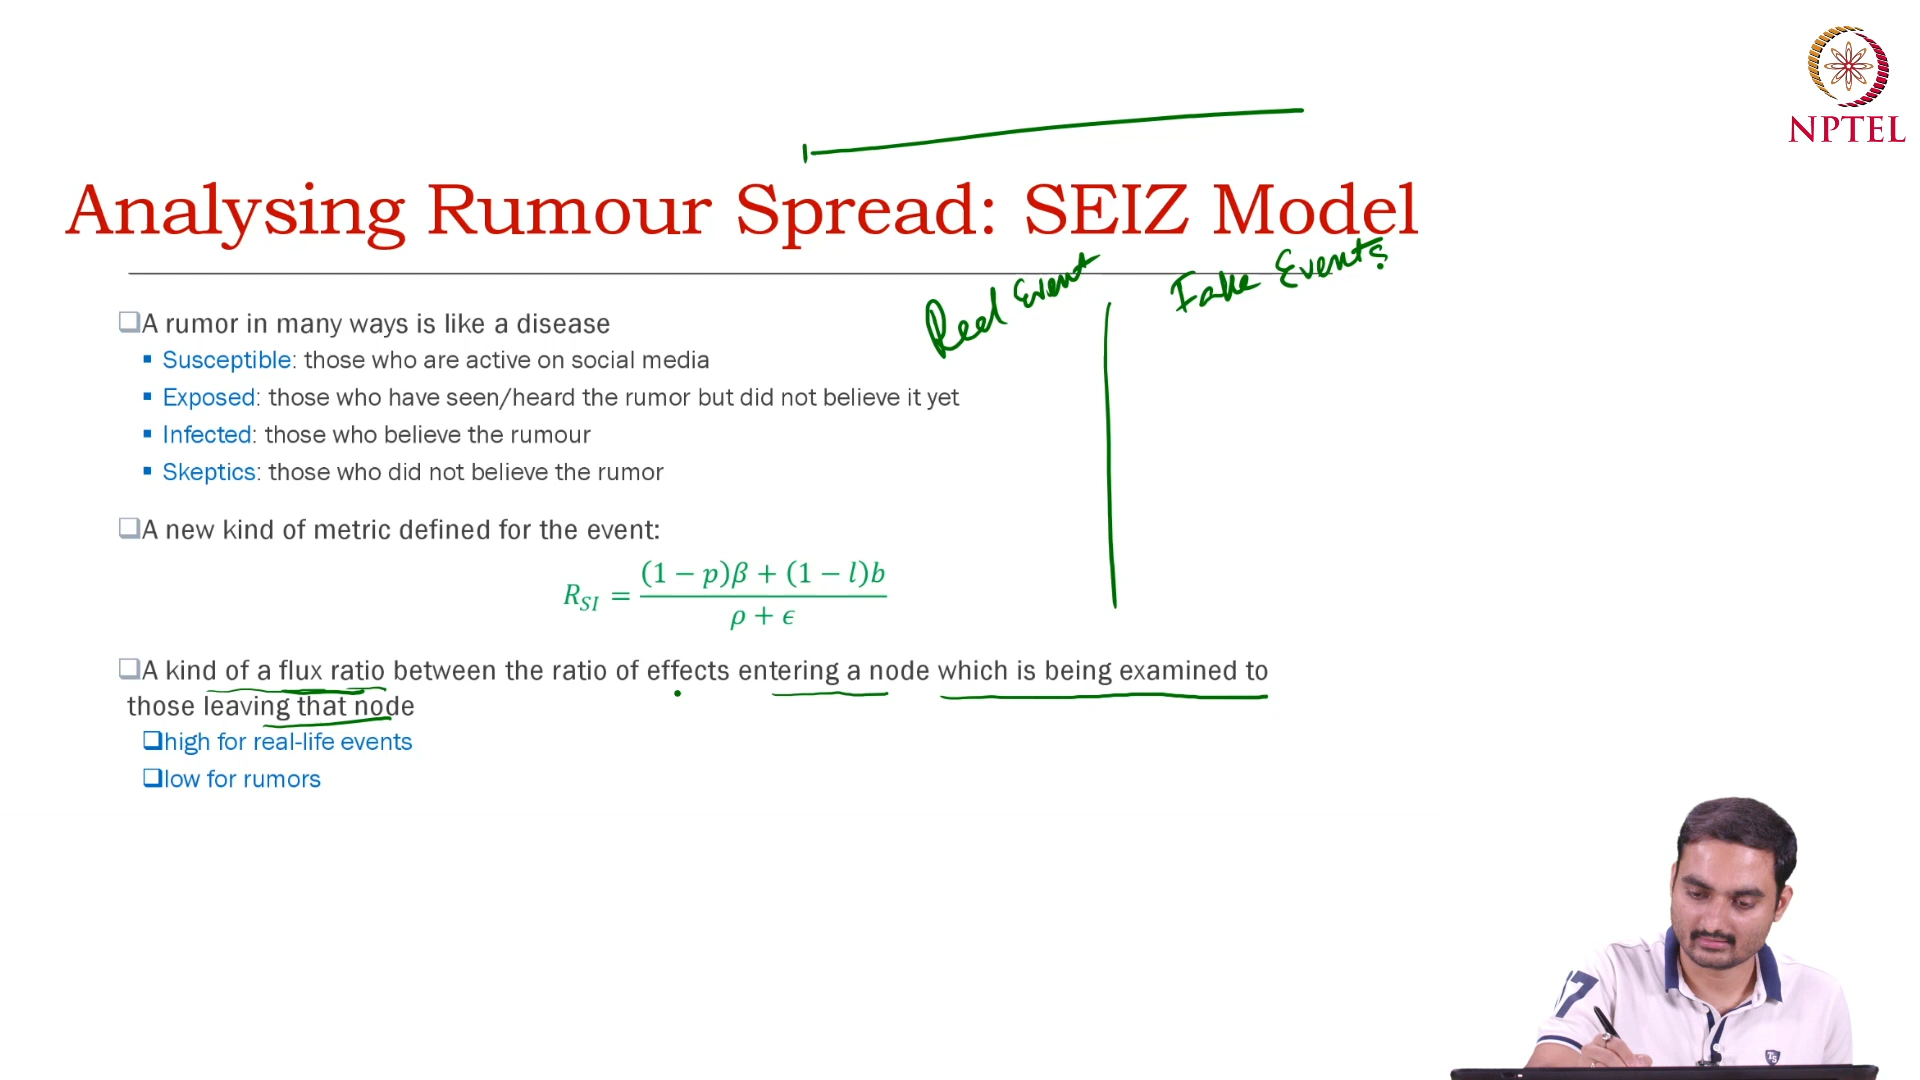 NPTEL
Analysing Rumour Spread: SEIZ Model
Real Event
Fake Events
❑A rumor in many ways is like a disease
▪ Susceptible: those who are active on social media
▪ Exposed: those who have seen/heard the rumor but did not believe it yet
▪ Infected: those who believe the rumour
▪ Skeptics: those who did not believe the rumor
❑A new kind of metric defined for the event:
R_{SI} = \frac{(1 − p)β + (1 − l)b}{ρ + ϵ}
❑A kind of a flux ratio between the ratio of effects entering a node which is being examined to
those leaving that node
❑high for real-life events
❑low for rumors